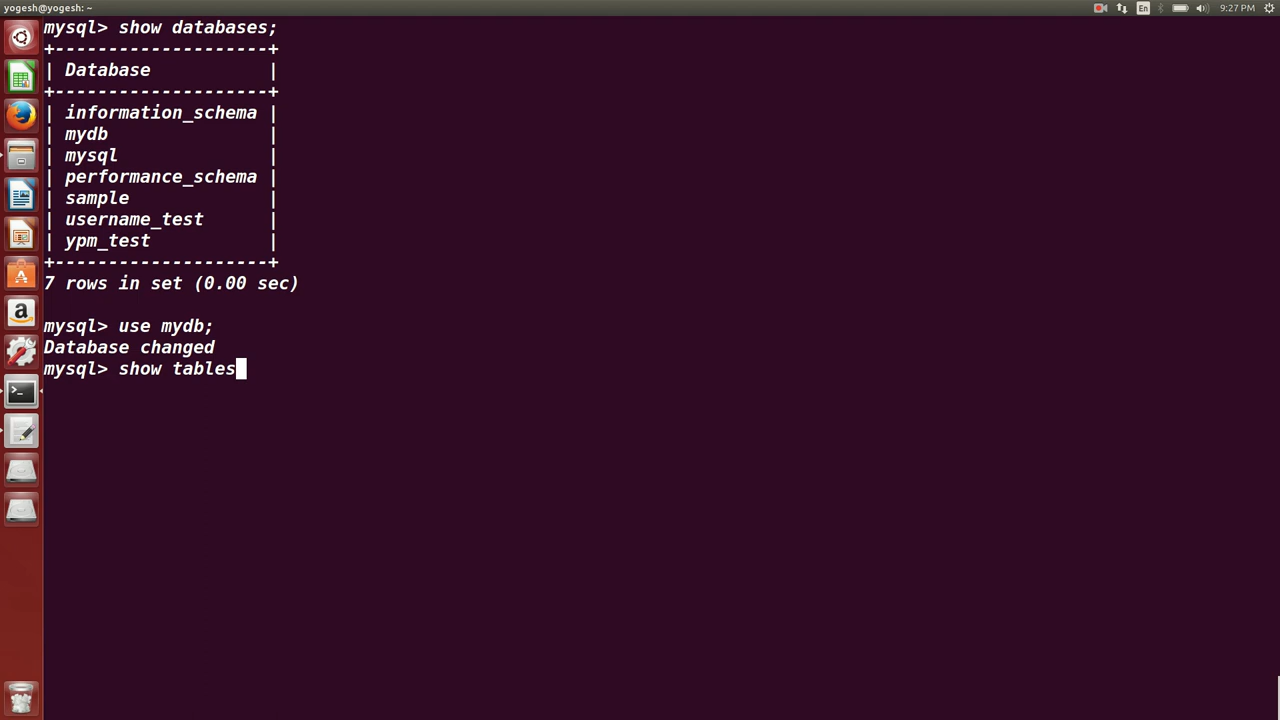 yogesh@yogesh: ~
En
9:27 PM
mysql> show databases;
+--------------------+
| Database           |
+--------------------+
| information_schema |
| mydb               |
| mysql              |
| performance_schema |
| sample             |
| username_test      |
| ypm_test           |
+--------------------+
7 rows in set (0.00 sec)
mysql> use mydb;
Database changed
mysql> show tables